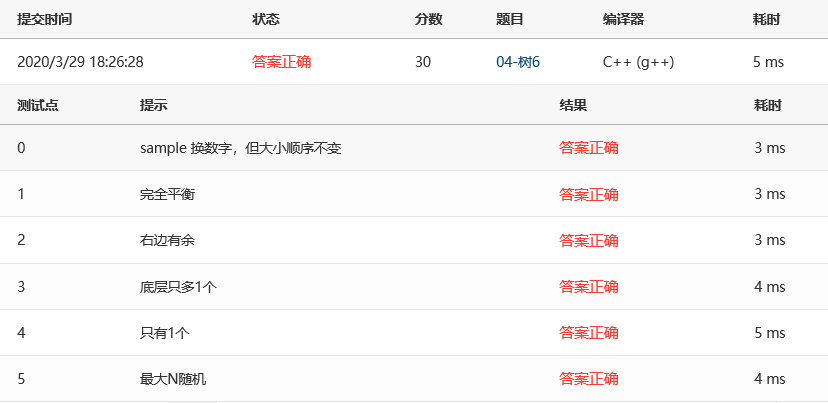 提交时间 状态 分数 题目 编译器 耗时
2020/3/29 18:26:28 答案正确 30 04-树6 C++ (g++) 5 ms
测试点 提示 结果 耗时
0 sample 换数字，但大小顺序不变 答案正确 3 ms
1 完全平衡 答案正确 3 ms
2 右边有余 答案正确 3 ms
3 底层只多1个 答案正确 4 ms
4 只有1个 答案正确 5 ms
5 最大N随机 答案正确 4 ms